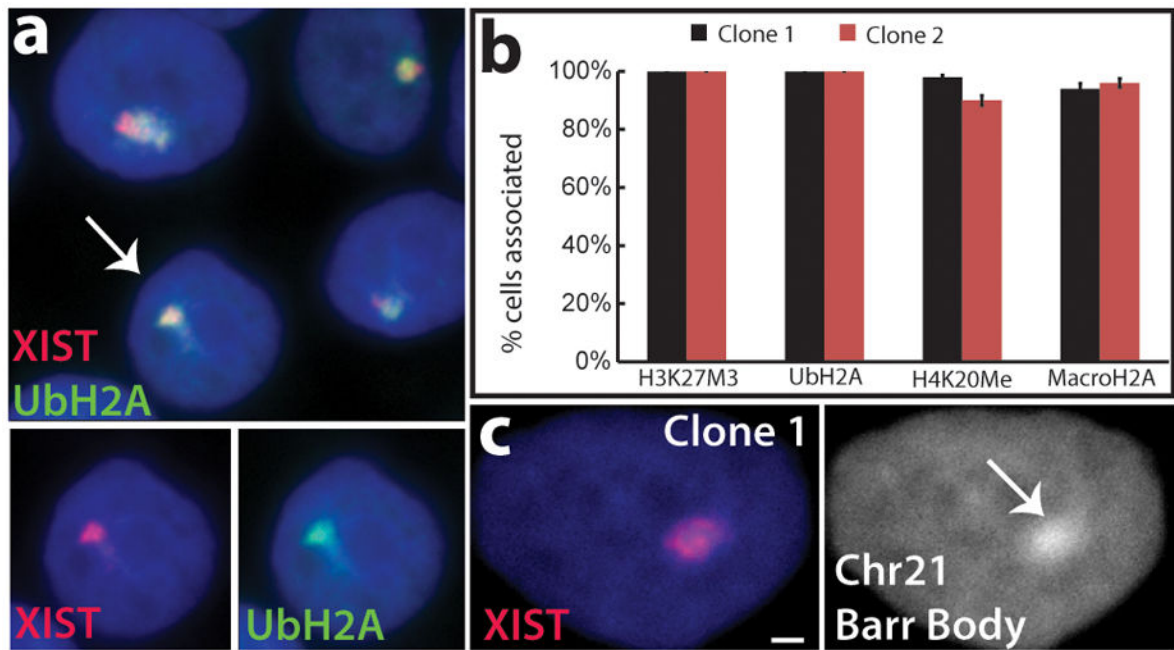 a
XIST
UbH2A
XIST
UbH2A
b
Clone 1 Clone 2
% cells associated
100%
80%
60%
40%
20%
0%
H3K27M3 UbH2A H4K20Me MacroH2A
c
Clone 1
XIST
Chr21
Barr Body